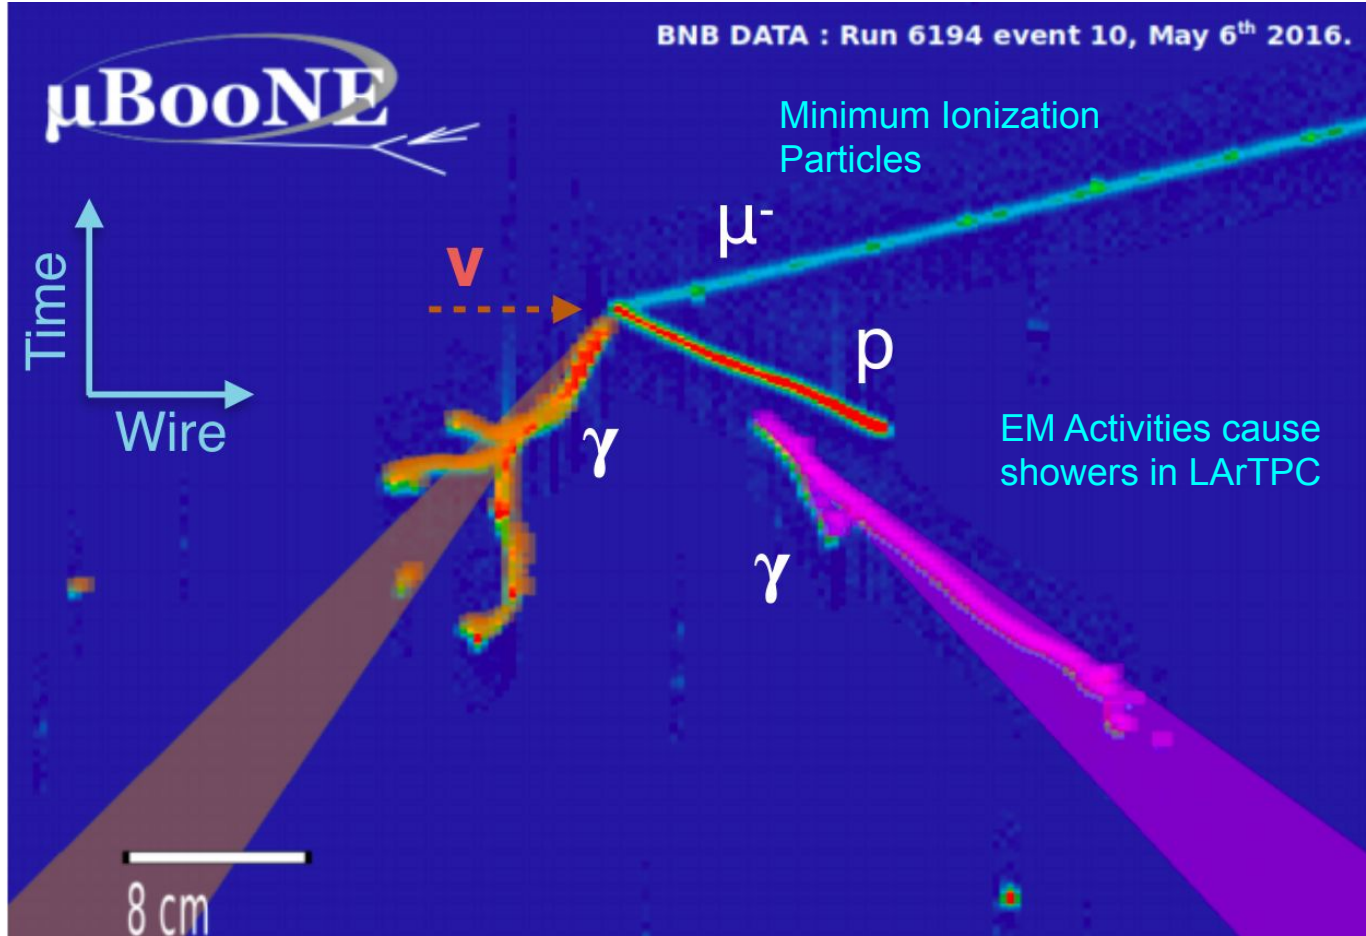 BNB DATA : Run 6194 event 10, May 6th 2016.
μBooNE
Minimum Ionization
Particles
μ-
ν
Time
Wire
p
γ
EM Activities cause
showers in LArTPC
γ
8 cm